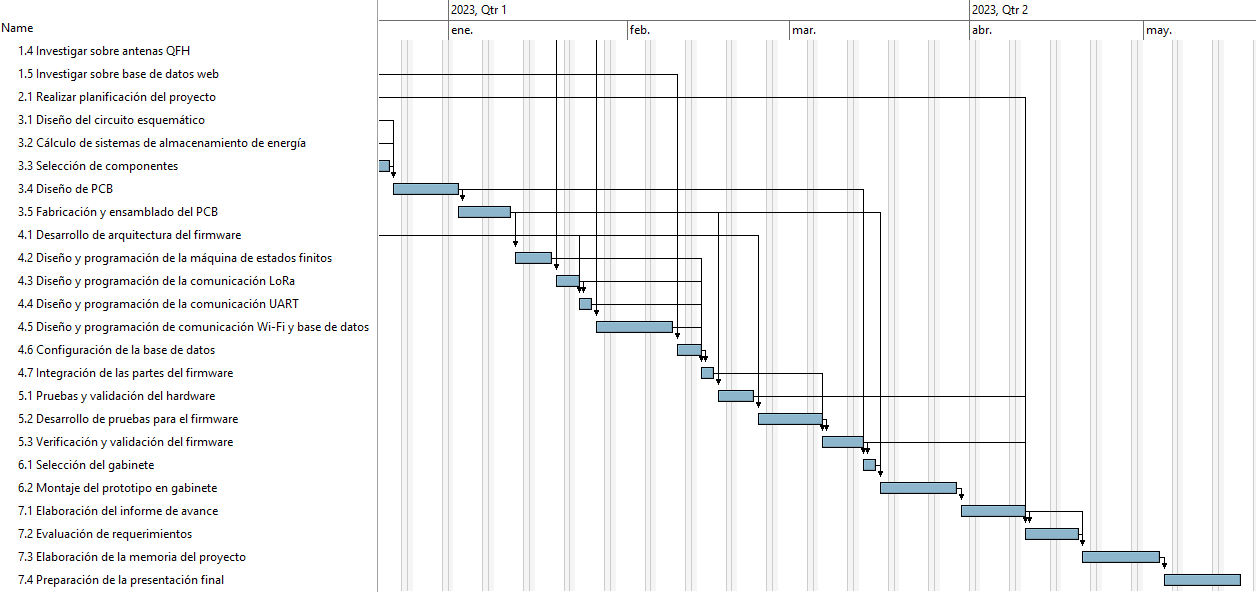 2023, Qtr 1
2023, Qtr 2
Name
ene.
feb.
mar.
abr.
may.
1.4 Investigar sobre antenas QFH
1.5 Investigar sobre base de datos web
2.1 Realizar planificación del proyecto
3.1 Diseño del circuito esquemático
3.2 Cálculo de sistemas de almacenamiento de energía
3.3 Selección de componentes
3.4 Diseño de PCB
3.5 Fabricación y ensamblado del PCB
4.1 Desarrollo de arquitectura del firmware
4.2 Diseño y programación de la máquina de estados finitos
4.3 Diseño y programación de la comunicación LoRa
4.4 Diseño y programación de la comunicación UART
4.5 Diseño y programación de comunicación Wi-Fi y base de datos
4.6 Configuración de la base de datos
4.7 Integración de las partes del firmware
5.1 Pruebas y validación del hardware
5.2 Desarrollo de pruebas para el firmware
5.3 Verificación y validación del firmware
6.1 Selección del gabinete
6.2 Montaje del prototipo en gabinete
7.1 Elaboración del informe de avance
7.2 Evaluación de requerimientos
7.3 Elaboración de la memoria del proyecto
7.4 Preparación de la presentación final